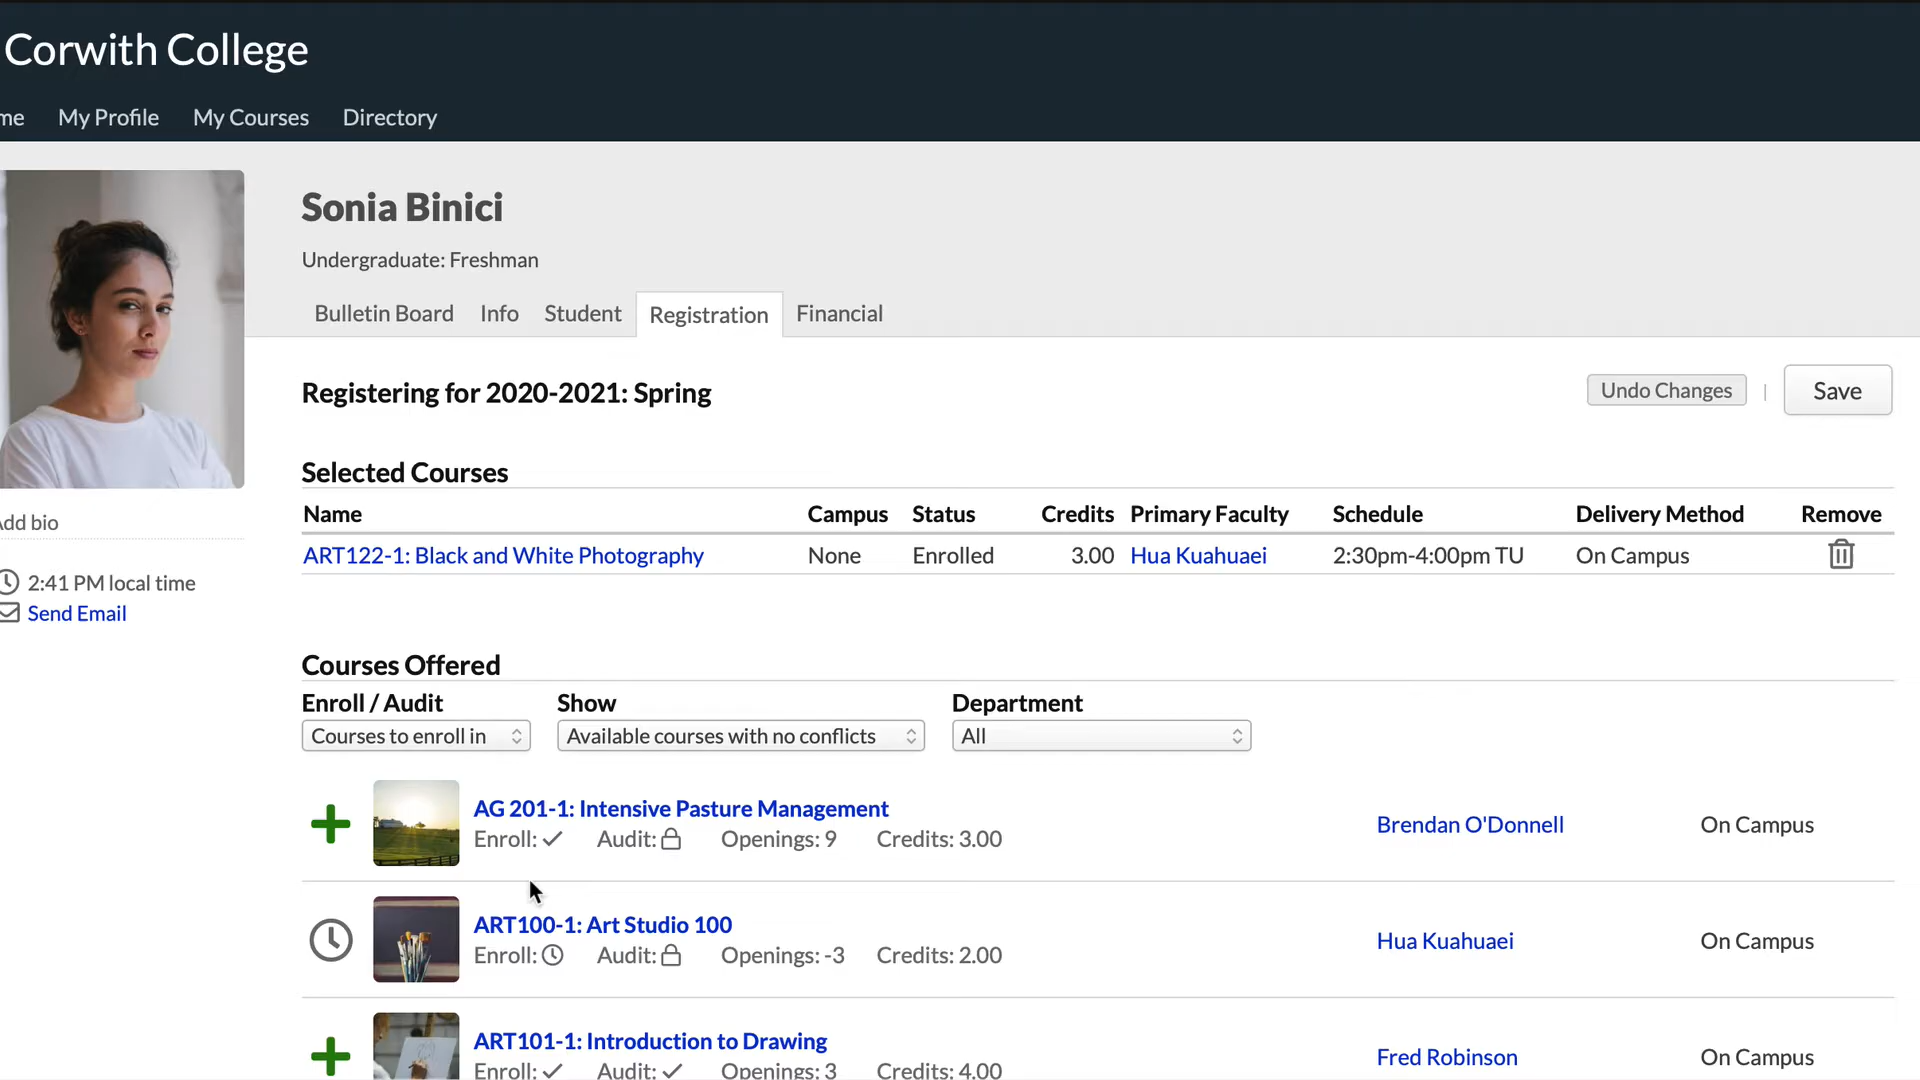 Corwith College
me My Profile My Courses Directory
Sonia Binici
Undergraduate: Freshman
Bulletin Board Info Student Registration Financial
Registering for 2020-2021: Spring
Undo Changes | Save
Add bio
2:41 PM local time
Send Email
Selected Courses
Name Campus Status Credits Primary Faculty Schedule Delivery Method Remove
ART122-1: Black and White Photography None Enrolled 3.00 Hua Kuahuaei 2:30pm-4:00pm TU On Campus
Courses Offered
Enroll / Audit Show Department
Courses to enroll in Available courses with no conflicts All
AG 201-1: Intensive Pasture Management
Enroll: Audit: Openings: 9 Credits: 3.00
Brendan O'Donnell On Campus
ART100-1: Art Studio 100
Enroll: Audit: Openings: -3 Credits: 2.00
Hua Kuahuaei On Campus
ART101-1: Introduction to Drawing
Enroll: Audit: Openings: 3 Credits: 4.00
Fred Robinson On Campus